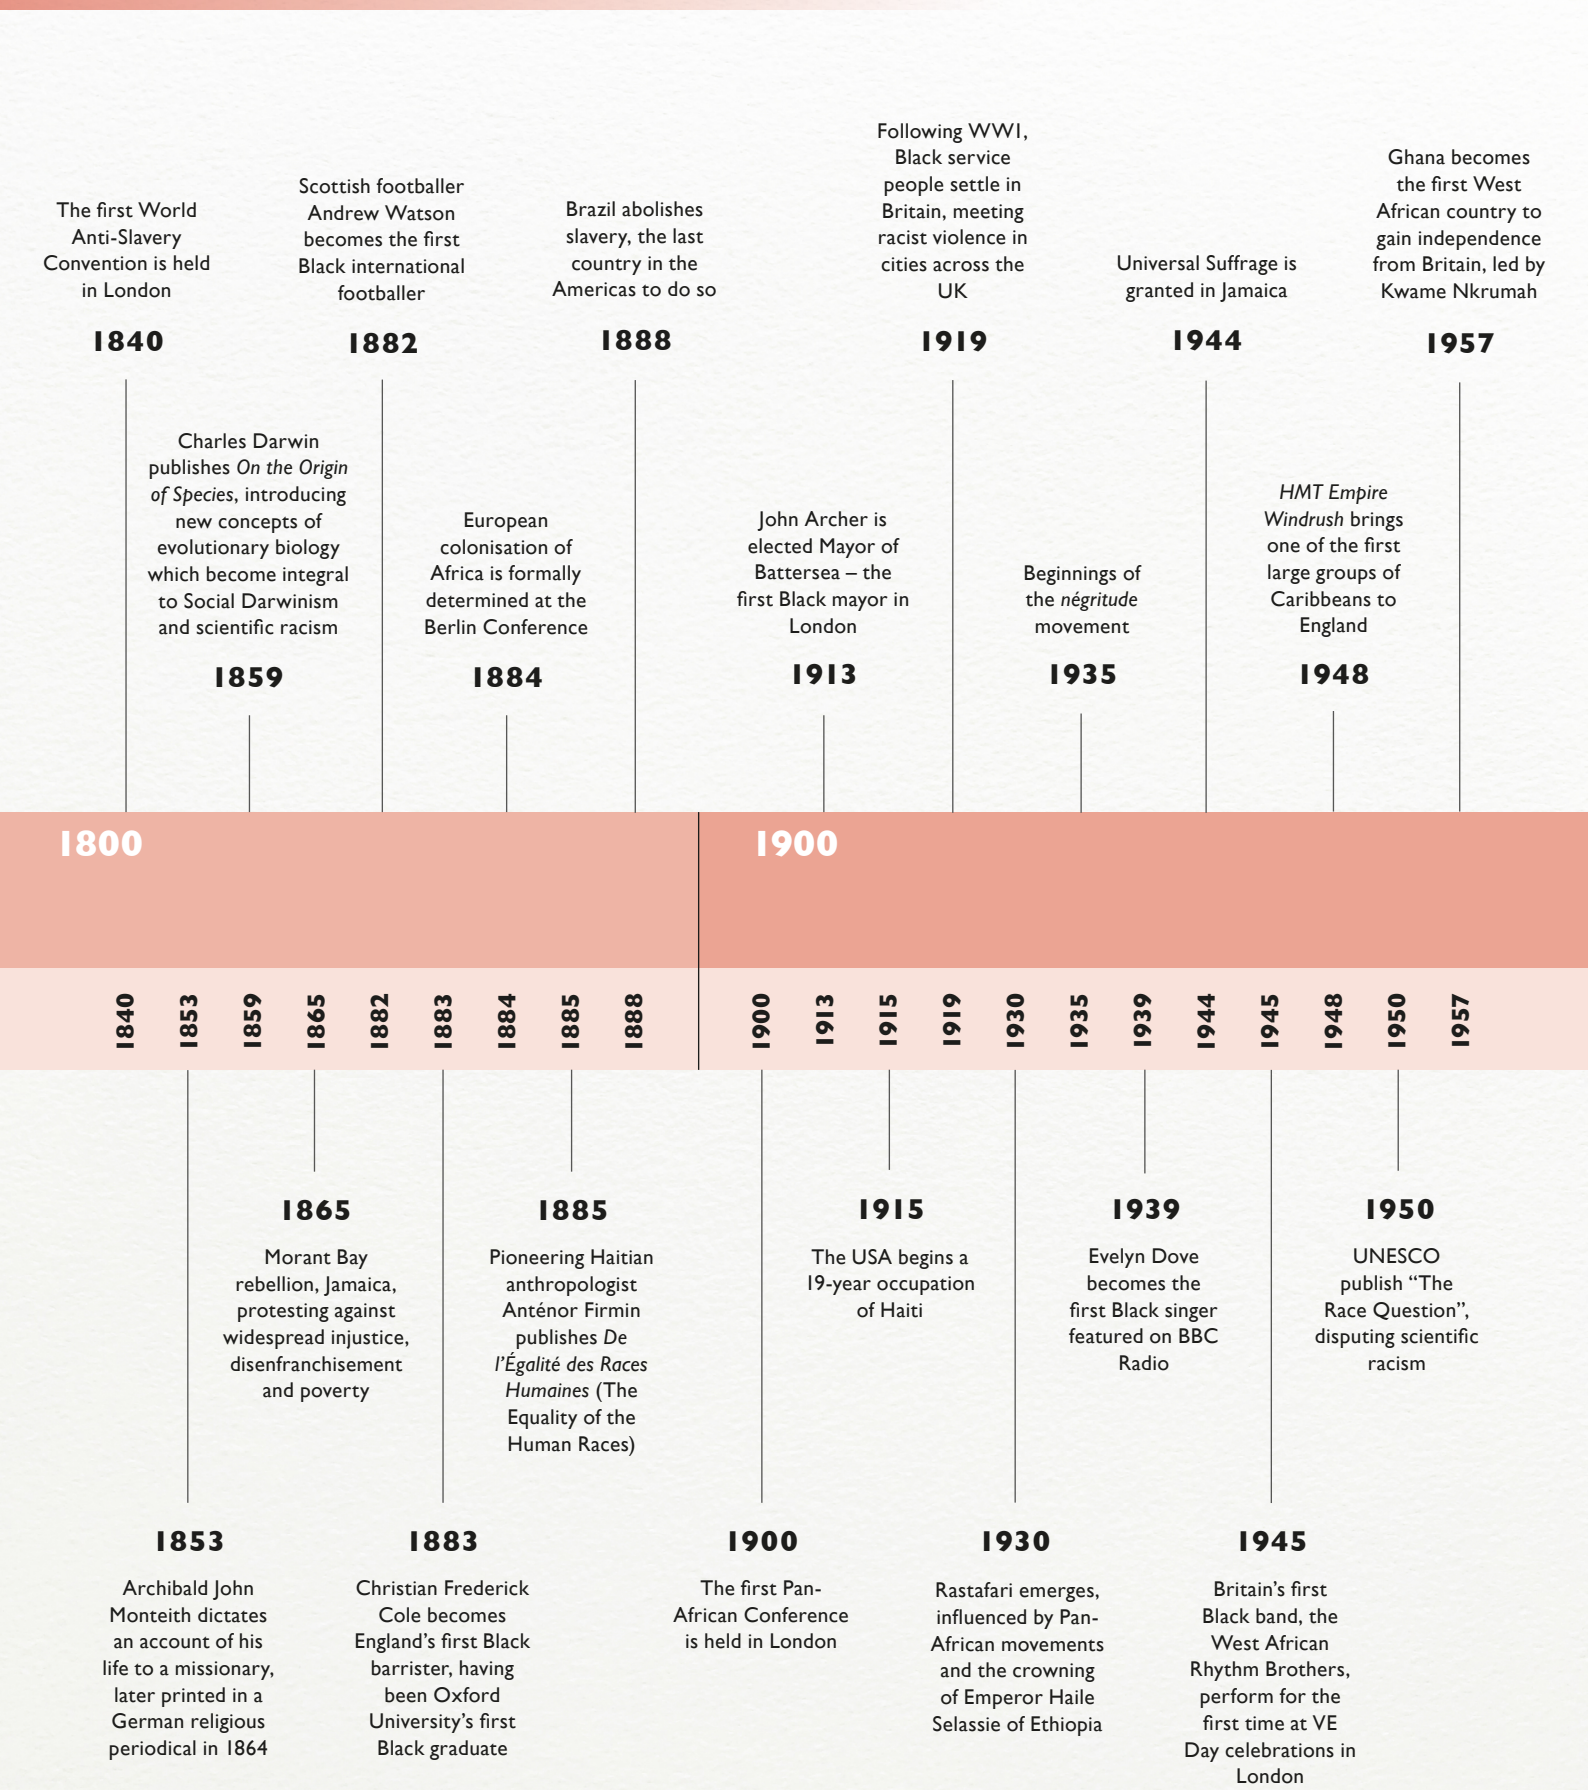 The first World
Anti-Slavery
Convention is held
in London
1840
Scottish footballer
Andrew Watson
becomes the first
Black international
footballer
1882
Brazil abolishes
slavery, the last
country in the
Americas to do so
1888
Following WW1,
Black service
people settle in
Britain, meeting
racist violence in
cities across the
UK
1919
Universal Suffrage is
granted in Jamaica
1944
Ghana becomes
the first West
African country to
gain independence
from Britain, led by
Kwame Nkrumah
1957
Charles Darwin
publishes On the Origin
of Species, introducing
new concepts of
evolutionary biology
which become integral
to Social Darwinism
and scientific racism
1859
European
colonisation of
Africa is formally
determined at the
Berlin Conference
1884
John Archer is
elected Mayor of
Battersea – the
first Black mayor in
London
1913
Beginnings of
the négritude
movement
1935
HMT Empire
Windrush brings
one of the first
large groups of
Caribbeans to
England
1948
1800
1900
1840
1853
1859
1865
1882
1883
1884
1885
1888
1900
1913
1915
1919
1930
1935
1939
1944
1945
1948
1950
1957
1865
Morant Bay
rebellion, Jamaica,
protesting against
widespread injustice,
disenfranchisement
and poverty
1885
Pioneering Haitian
anthropologist
Anténor Firmin
publishes De
l’Égalité des Races
Humaines (The
Equality of the
Human Races)
1915
The USA begins a
19-year occupation
of Haiti
1939
Evelyn Dove
becomes the
first Black singer
featured on BBC
Radio
1950
UNESCO
publish “The
Race Question”,
disputing scientific
racism
1853
Archibald John
Monteith dictates
an account of his
life to a missionary,
later printed in a
German religious
periodical in 1864
1883
Christian Frederick
Cole becomes
England’s first Black
barrister, having
been Oxford
University’s first
Black graduate
1900
The first Pan-
African Conference
is held in London
1930
Rastafari emerges,
influenced by Pan-
African movements
and the crowning
of Emperor Haile
Selassie of Ethiopia
1945
Britain’s first
Black band, the
West African
Rhythm Brothers,
perform for the
first time at VE
Day celebrations in
London